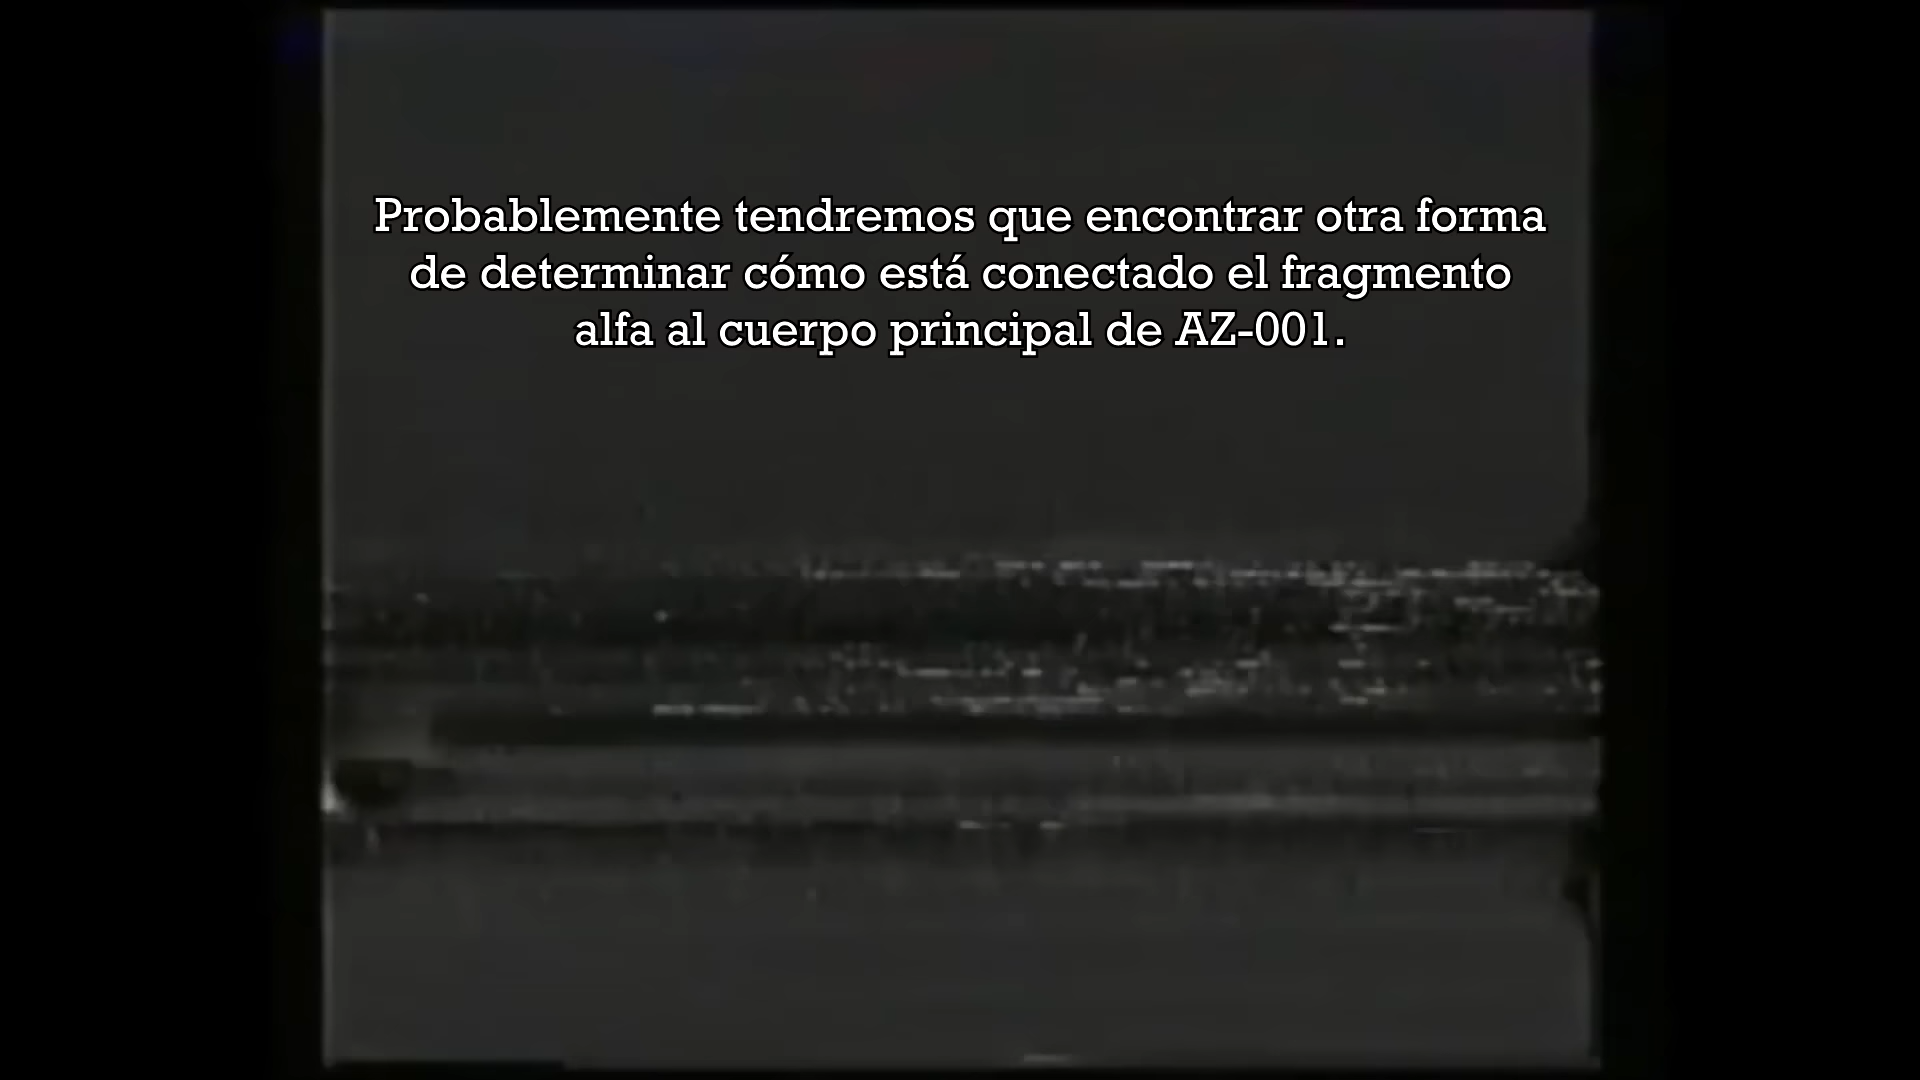 Probablemente tendremos que encontrar otra forma
de determinar cómo está conectado el fragmento
alfa al cuerpo principal de AZ-001.